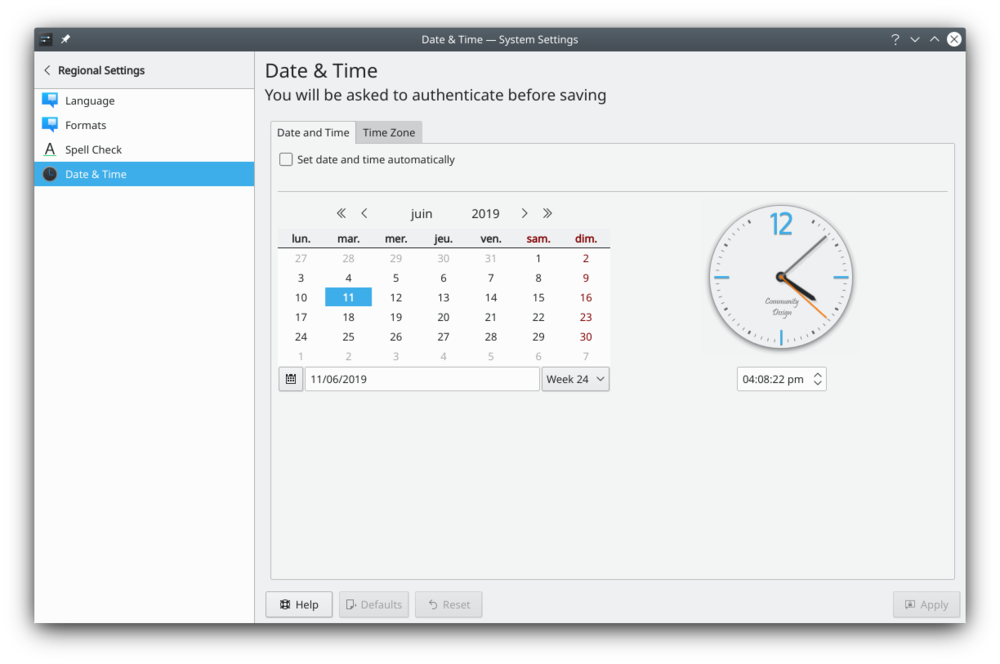 Date & Time — System Settings
Regional Settings
Language
Formats
Spell Check
Date & Time
Date & Time
You will be asked to authenticate before saving
Date and Time Time Zone
Set date and time automatically
juin 2019
lun. mar. mer. jeu. ven. sam. dim.
27 28 29 30 31 1 2
3 4 5 6 7 8 9
10 11 12 13 14 15 16
17 18 19 20 21 22 23
24 25 26 27 28 29 30
1 2 3 4 5 6 7
11/06/2019 Week 24
12
Community
Design
04:08:22 pm
Help Defaults Reset Apply